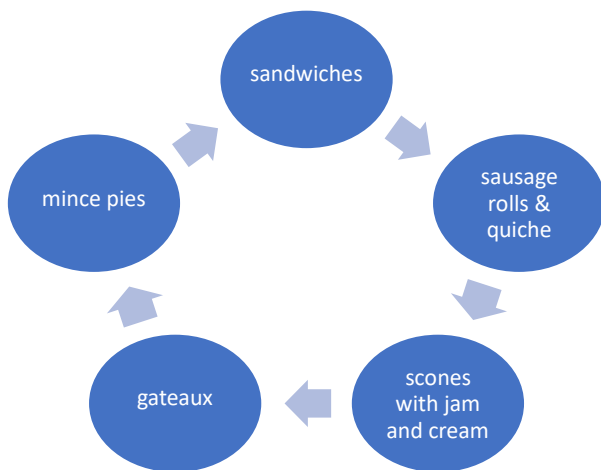 sandwiches
sausage
rolls &
quiche
scones
with jam
and cream
gateaux
mince pies